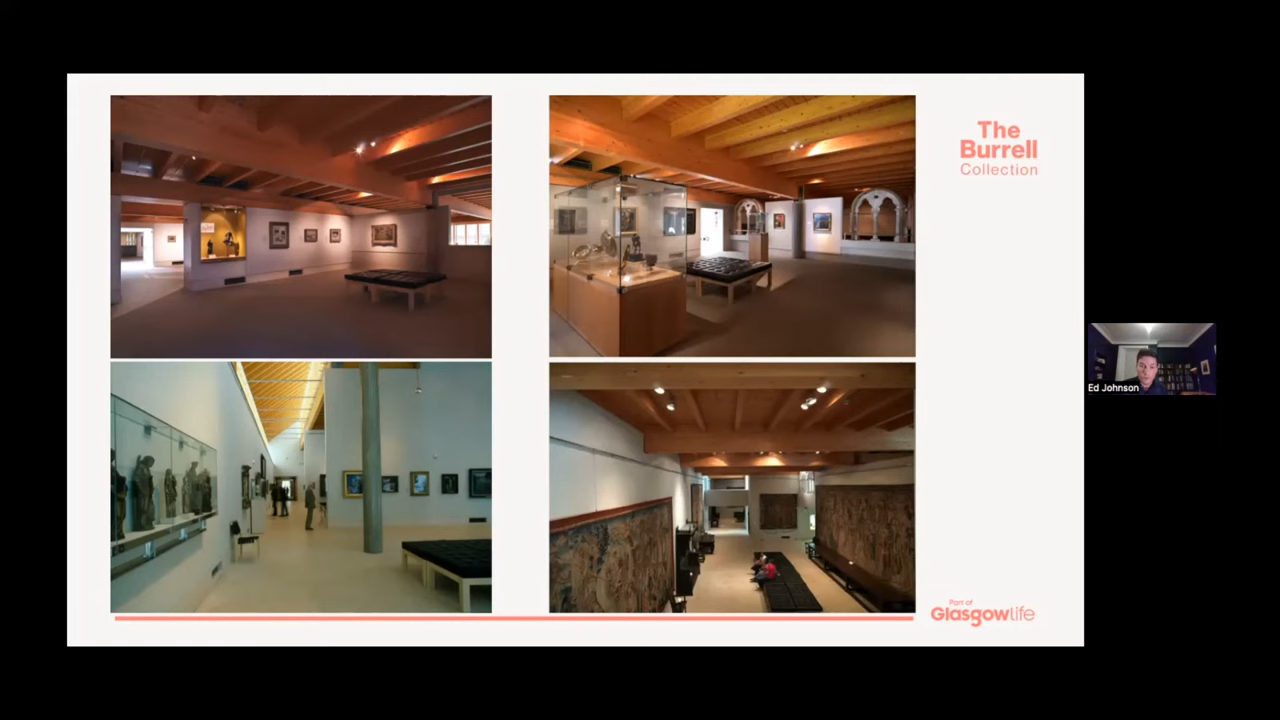 The
Burrell
Collection
Ed Johnson
Part of
Glasgowlife